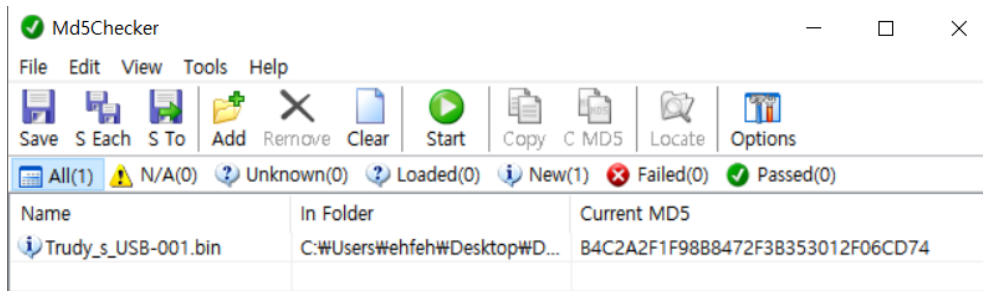 Md5Checker
File Edit View Tools Help
Save S Each S To Add Remove Clear Start Copy C MD5 Locate Options
All(1) N/A(0) Unknown(0) Loaded(0) New(1) Failed(0) Passed(0)
Name In Folder Current MD5
Trudy_s_USB-001.bin C:₩Users₩ehfeh₩Desktop₩D... B4C2A2F1F98B8472F3B353012F06CD74